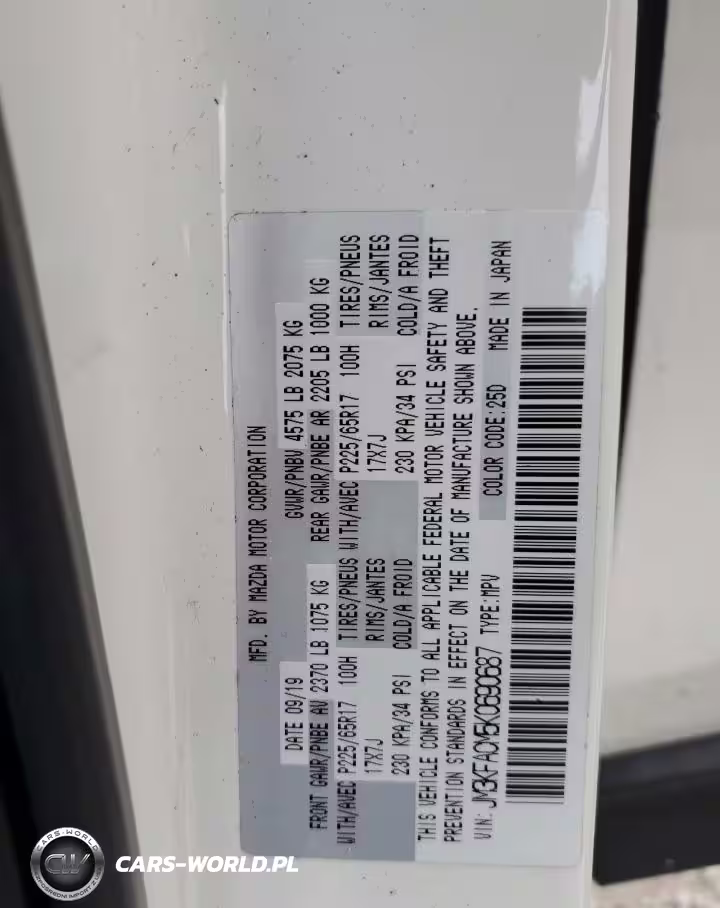 MFD. BY MAZDA MOTOR CORPORATION
DATE 09/19 GVWR/PNBV 4575 LB 2075 KG
FRONT GAWR/PNBE AV 2370 LB 1075 KG REAR GAWR/PNBE AR 2205 LB 1000 KG
WITH/AVEC P225/65R17 100H TIRES/PNEUS WITH/AVEC P225/65R17 100H TIRES/PNEUS
17X7J RIMS/JANTES 17X7J RIMS/JANTES
230 KPA/34 PSI COLD/A FROID 230 KPA/34 PSI COLD/A FROID
THIS VEHICLE CONFORMS TO ALL APPLICABLE FEDERAL MOTOR VEHICLE SAFETY AND THEFT
PREVENTION STANDARDS IN EFFECT ON THE DATE OF MANUFACTURE SHOWN ABOVE.
VIN: JM3KFACM5K0690687 TYPE:MPV COLOR CODE:25D MADE IN JAPAN
CARS-WORLD
CW
CARS-WORLD.PL